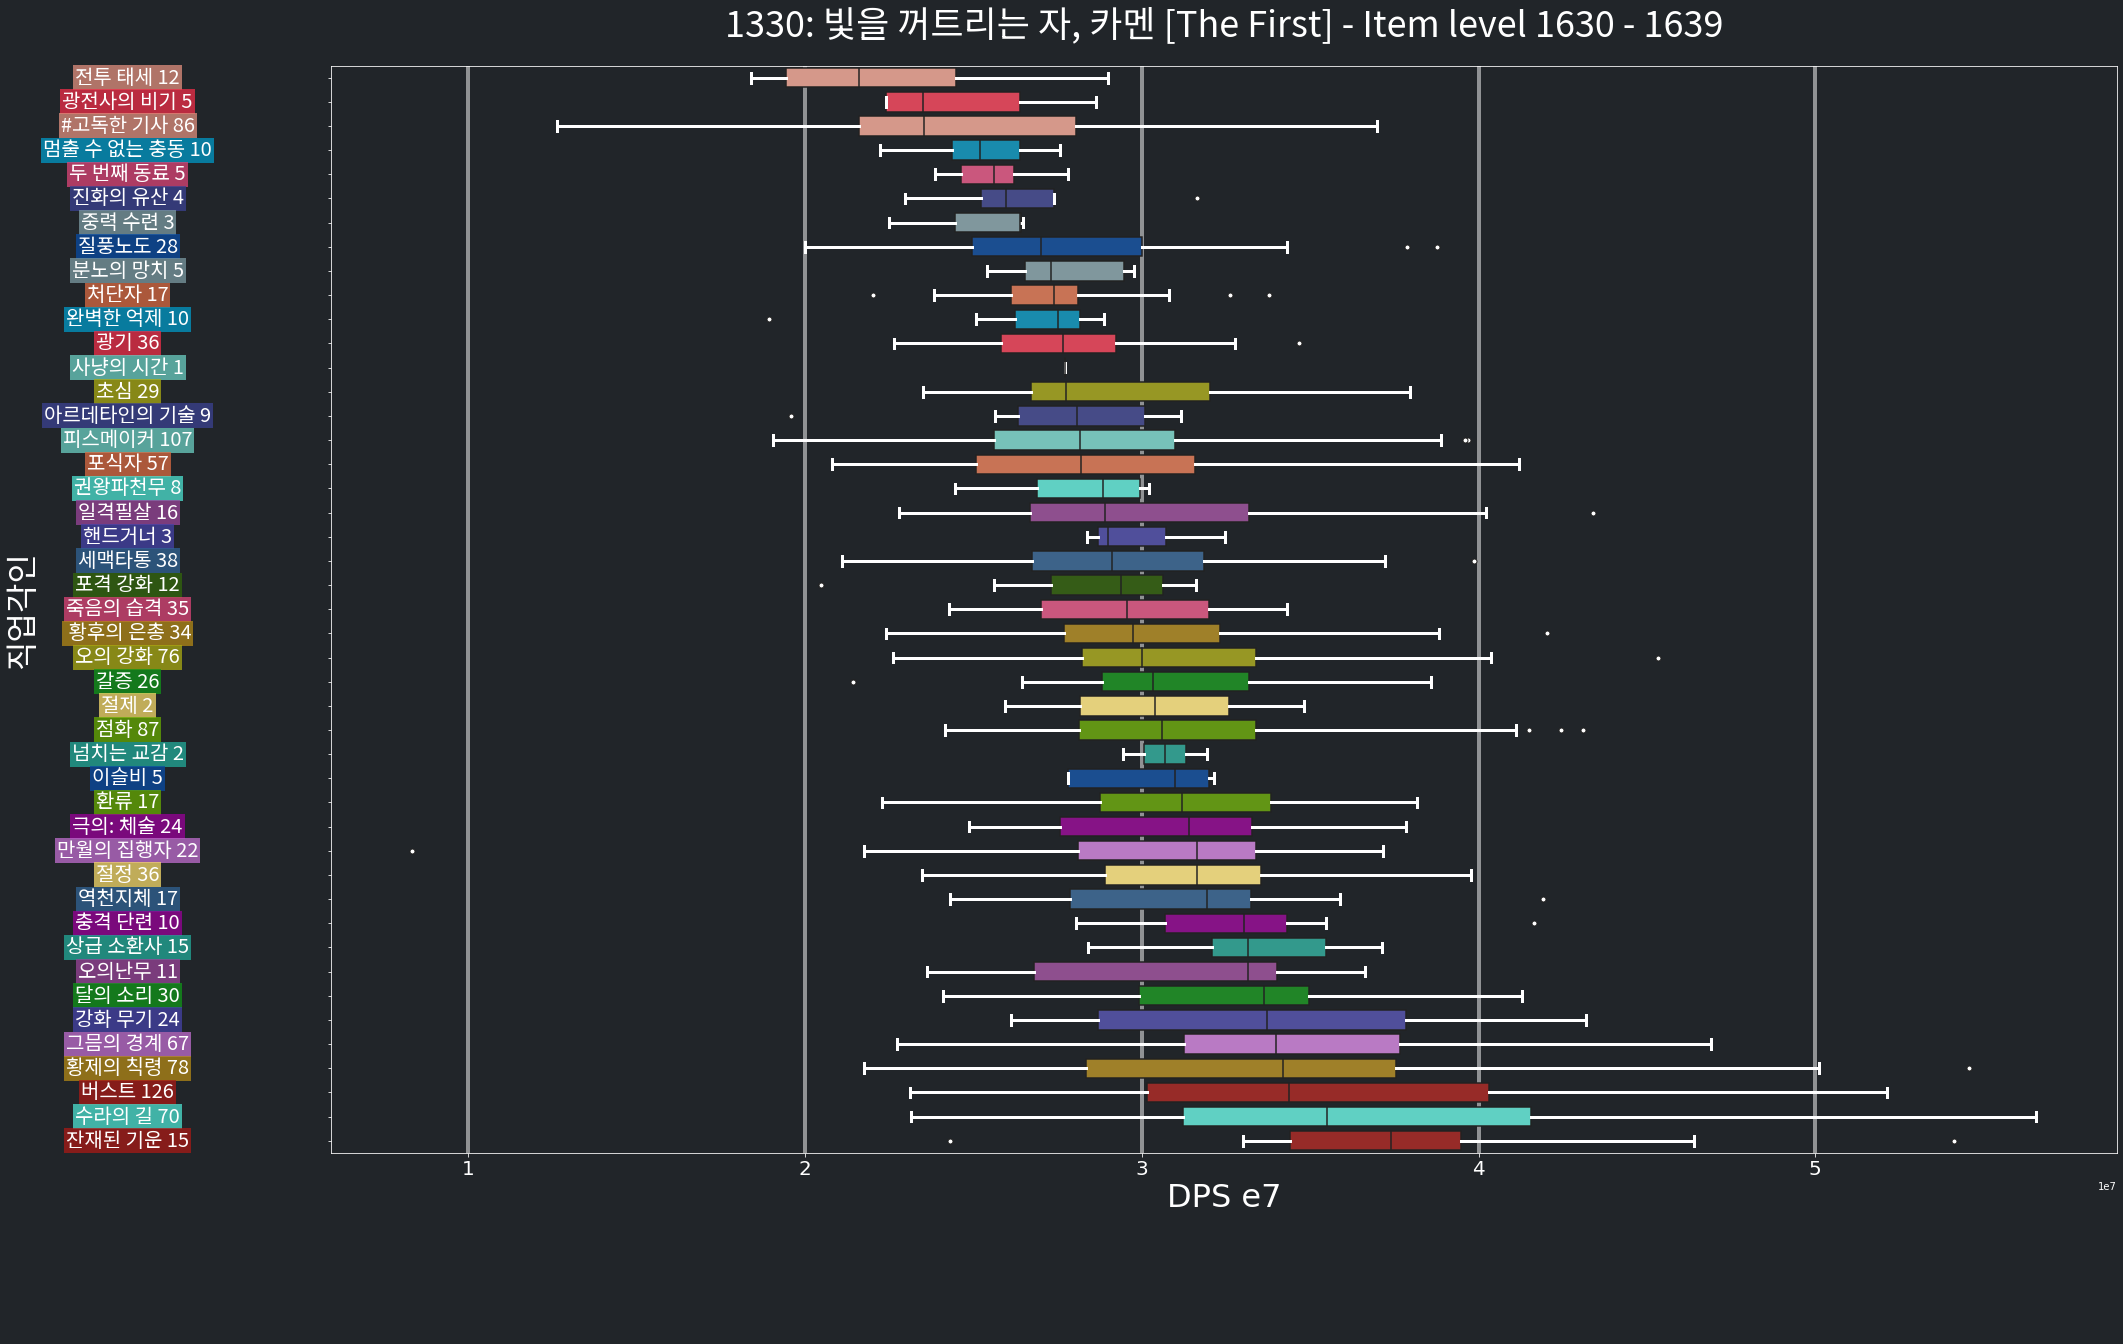 1330: 빛을 꺼트리는 자, 카멘 [The First] - Item level 1630 - 1639
직업각인
전투 태세 12
광전사의 비기 5
#고독한 기사 86
멈출 수 없는 충동 10
두 번째 동료 5
진화의 유산 4
중력 수련 3
질풍노도 28
분노의 망치 5
처단자 17
완벽한 억제 10
광기 36
사냥의 시간 1
초심 29
아르데타인의 기술 9
피스메이커 107
포식자 57
권왕파천무 8
일격필살 16
핸드거너 3
세맥타통 38
포격 강화 12
죽음의 습격 35
황후의 은총 34
오의 강화 76
갈증 26
절제 2
점화 87
넘치는 교감 2
이슬비 5
환류 17
극의: 체술 24
만월의 집행자 22
절정 36
역천지체 17
충격 단련 10
상급 소환사 15
오의난무 11
달의 소리 30
강화 무기 24
그믐의 경계 67
황제의 칙령 78
버스트 126
수라의 길 70
잔재된 기운 15
1 2 3 4 5
1e7
DPS e7